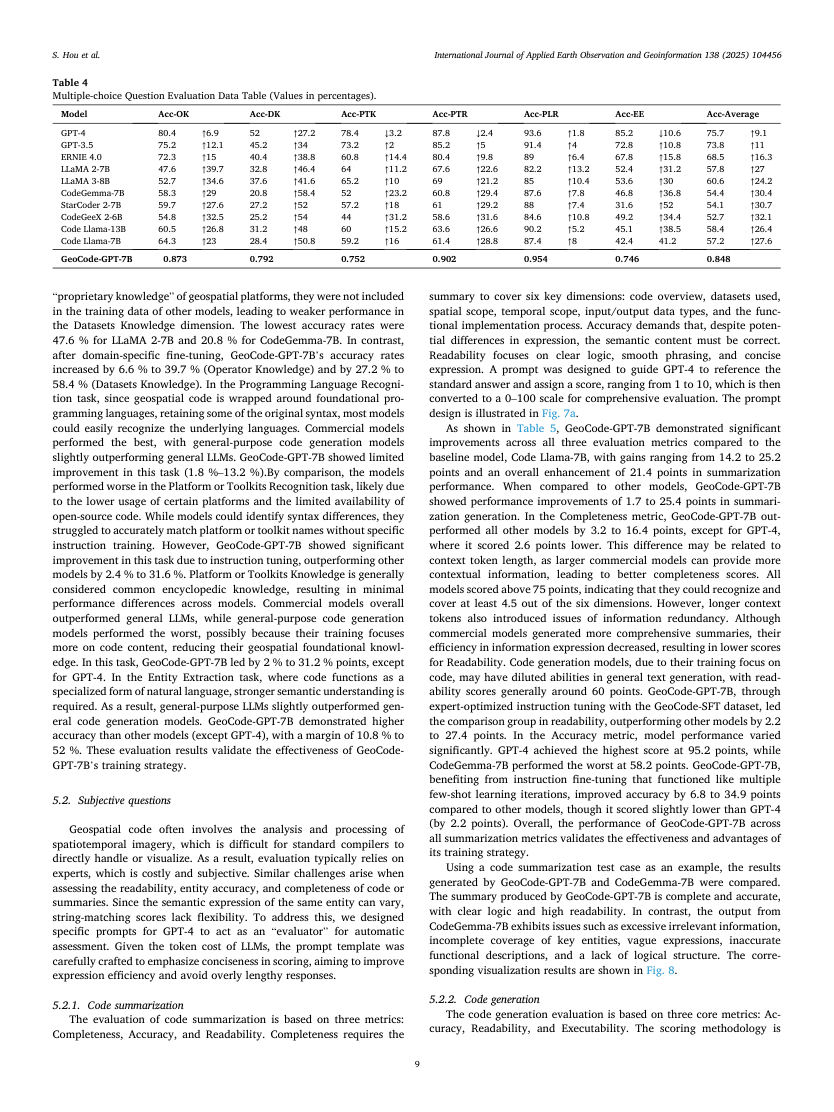 S. Hou et al.
International Journal of Applied Earth Observation and Geoinformation 138 (2025) 104456
Table 4
Multiple-choice Question Evaluation Data Table (Values in percentages).
Model Acc-OK Acc-DK Acc-PTK Acc-PTR Acc-PLR Acc-EE Acc-Average
GPT-4 80.4 ↑6.9 52 ↑27.2 78.4 ↓3.2 87.8 ↓2.4 93.6 ↑1.8 85.2 ↓10.6 75.7 ↑9.1
GPT-3.5 75.2 ↑12.1 45.2 ↑34 73.2 ↑2 85.2 ↑5 91.4 ↑4 72.8 ↑10.8 73.8 ↑11
ERNIE 4.0 72.3 ↑15 40.4 ↑38.8 60.8 ↑14.4 80.4 ↑9.8 89 ↑6.4 67.8 ↑15.8 68.5 ↑16.3
LLaMA 2-7B 47.6 ↑39.7 32.8 ↑46.4 64 ↑11.2 67.6 ↑22.6 82.2 ↑13.2 52.4 ↑31.2 57.8 ↑27
LLaMA 3-8B 52.7 ↑34.6 37.6 ↑41.6 65.2 ↑10 69 ↑21.2 85 ↑10.4 53.6 ↑30 60.6 ↑24.2
CodeGemma-7B 58.3 ↑29 20.8 ↑58.4 52 ↑23.2 60.8 ↑29.4 87.6 ↑7.8 46.8 ↑36.8 54.4 ↑30.4
StarCoder 2-7B 59.7 ↑27.6 27.2 ↑52 57.2 ↑18 61 ↑29.2 88 ↑7.4 31.6 ↑52 54.1 ↑30.7
CodeGeeX 2-6B 54.8 ↑32.5 25.2 ↑54 44 ↑31.2 58.6 ↑31.6 84.6 ↑10.8 49.2 ↑34.4 52.7 ↑32.1
Code Llama-13B 60.5 ↑26.8 31.2 ↑48 60 ↑15.2 63.6 ↑26.6 90.2 ↑5.2 45.1 ↑38.5 58.4 ↑26.4
Code Llama-7B 64.3 ↑23 28.4 ↑50.8 59.2 ↑16 61.4 ↑28.8 87.4 ↑8 42.4 41.2 57.2 ↑27.6
GeoCode-GPT-7B 0.873 0.792 0.752 0.902 0.954 0.746 0.848
“proprietary knowledge” of geospatial platforms, they were not included
in the training data of other models, leading to weaker performance in
the Datasets Knowledge dimension. The lowest accuracy rates were
47.6 % for LLaMA 2-7B and 20.8 % for CodeGemma-7B. In contrast,
after domain-specific fine-tuning, GeoCode-GPT-7B’s accuracy rates
increased by 6.6 % to 39.7 % (Operator Knowledge) and by 27.2 % to
58.4 % (Datasets Knowledge). In the Programming Language Recogni-
tion task, since geospatial code is wrapped around foundational pro-
gramming languages, retaining some of the original syntax, most models
could easily recognize the underlying languages. Commercial models
performed the best, with general-purpose code generation models
slightly outperforming general LLMs. GeoCode-GPT-7B showed limited
improvement in this task (1.8 %–13.2 %).By comparison, the models
performed worse in the Platform or Toolkits Recognition task, likely due
to the lower usage of certain platforms and the limited availability of
open-source code. While models could identify syntax differences, they
struggled to accurately match platform or toolkit names without specific
instruction training. However, GeoCode-GPT-7B showed significant
improvement in this task due to instruction tuning, outperforming other
models by 2.4 % to 31.6 %. Platform or Toolkits Knowledge is generally
considered common encyclopedic knowledge, resulting in minimal
performance differences across models. Commercial models overall
outperformed general LLMs, while general-purpose code generation
models performed the worst, possibly because their training focuses
more on code content, reducing their geospatial foundational knowl-
edge. In this task, GeoCode-GPT-7B led by 2 % to 31.2 % points, except
for GPT-4. In the Entity Extraction task, where code functions as a
specialized form of natural language, stronger semantic understanding is
required. As a result, general-purpose LLMs slightly outperformed gen-
eral code generation models. GeoCode-GPT-7B demonstrated higher
accuracy than other models (except GPT-4), with a margin of 10.8 % to
52 %. These evaluation results validate the effectiveness of GeoCode-
GPT-7B’s training strategy.
5.2. Subjective questions
Geospatial code often involves the analysis and processing of
spatiotemporal imagery, which is difficult for standard compilers to
directly handle or visualize. As a result, evaluation typically relies on
experts, which is costly and subjective. Similar challenges arise when
assessing the readability, entity accuracy, and completeness of code or
summaries. Since the semantic expression of the same entity can vary,
string-matching scores lack flexibility. To address this, we designed
specific prompts for GPT-4 to act as an “evaluator” for automatic
assessment. Given the token cost of LLMs, the prompt template was
carefully crafted to emphasize conciseness in scoring, aiming to improve
expression efficiency and avoid overly lengthy responses.
5.2.1. Code summarization
The evaluation of code summarization is based on three metrics:
Completeness, Accuracy, and Readability. Completeness requires the
summary to cover six key dimensions: code overview, datasets used,
spatial scope, temporal scope, input/output data types, and the func-
tional implementation process. Accuracy demands that, despite poten-
tial differences in expression, the semantic content must be correct.
Readability focuses on clear logic, smooth phrasing, and concise
expression. A prompt was designed to guide GPT-4 to reference the
standard answer and assign a score, ranging from 1 to 10, which is then
converted to a 0–100 scale for comprehensive evaluation. The prompt
design is illustrated in Fig. 7a.
As shown in Table 5, GeoCode-GPT-7B demonstrated significant
improvements across all three evaluation metrics compared to the
baseline model, Code Llama-7B, with gains ranging from 14.2 to 25.2
points and an overall enhancement of 21.4 points in summarization
performance. When compared to other models, GeoCode-GPT-7B
showed performance improvements of 1.7 to 25.4 points in summari-
zation generation. In the Completeness metric, GeoCode-GPT-7B out-
performed all other models by 3.2 to 16.4 points, except for GPT-4,
where it scored 2.6 points lower. This difference may be related to
context token length, as larger commercial models can provide more
contextual information, leading to better completeness scores. All
models scored above 75 points, indicating that they could recognize and
cover at least 4.5 out of the six dimensions. However, longer context
tokens also introduced issues of information redundancy. Although
commercial models generated more comprehensive summaries, their
efficiency in information expression decreased, resulting in lower scores
for Readability. Code generation models, due to their training focus on
code, may have diluted abilities in general text generation, with read-
ability scores generally around 60 points. GeoCode-GPT-7B, through
expert-optimized instruction tuning with the GeoCode-SFT dataset, led
the comparison group in readability, outperforming other models by 2.2
to 27.4 points. In the Accuracy metric, model performance varied
significantly. GPT-4 achieved the highest score at 95.2 points, while
CodeGemma-7B performed the worst at 58.2 points. GeoCode-GPT-7B,
benefiting from instruction fine-tuning that functioned like multiple
few-shot learning iterations, improved accuracy by 6.8 to 34.9 points
compared to other models, though it scored slightly lower than GPT-4
(by 2.2 points). Overall, the performance of GeoCode-GPT-7B across
all summarization metrics validates the effectiveness and advantages of
its training strategy.
Using a code summarization test case as an example, the results
generated by GeoCode-GPT-7B and CodeGemma-7B were compared.
The summary produced by GeoCode-GPT-7B is complete and accurate,
with clear logic and high readability. In contrast, the output from
CodeGemma-7B exhibits issues such as excessive irrelevant information,
incomplete coverage of key entities, vague expressions, inaccurate
functional descriptions, and a lack of logical structure. The corre-
sponding visualization results are shown in Fig. 8.
5.2.2. Code generation
The code generation evaluation is based on three core metrics: Ac-
curacy, Readability, and Executability. The scoring methodology is
9